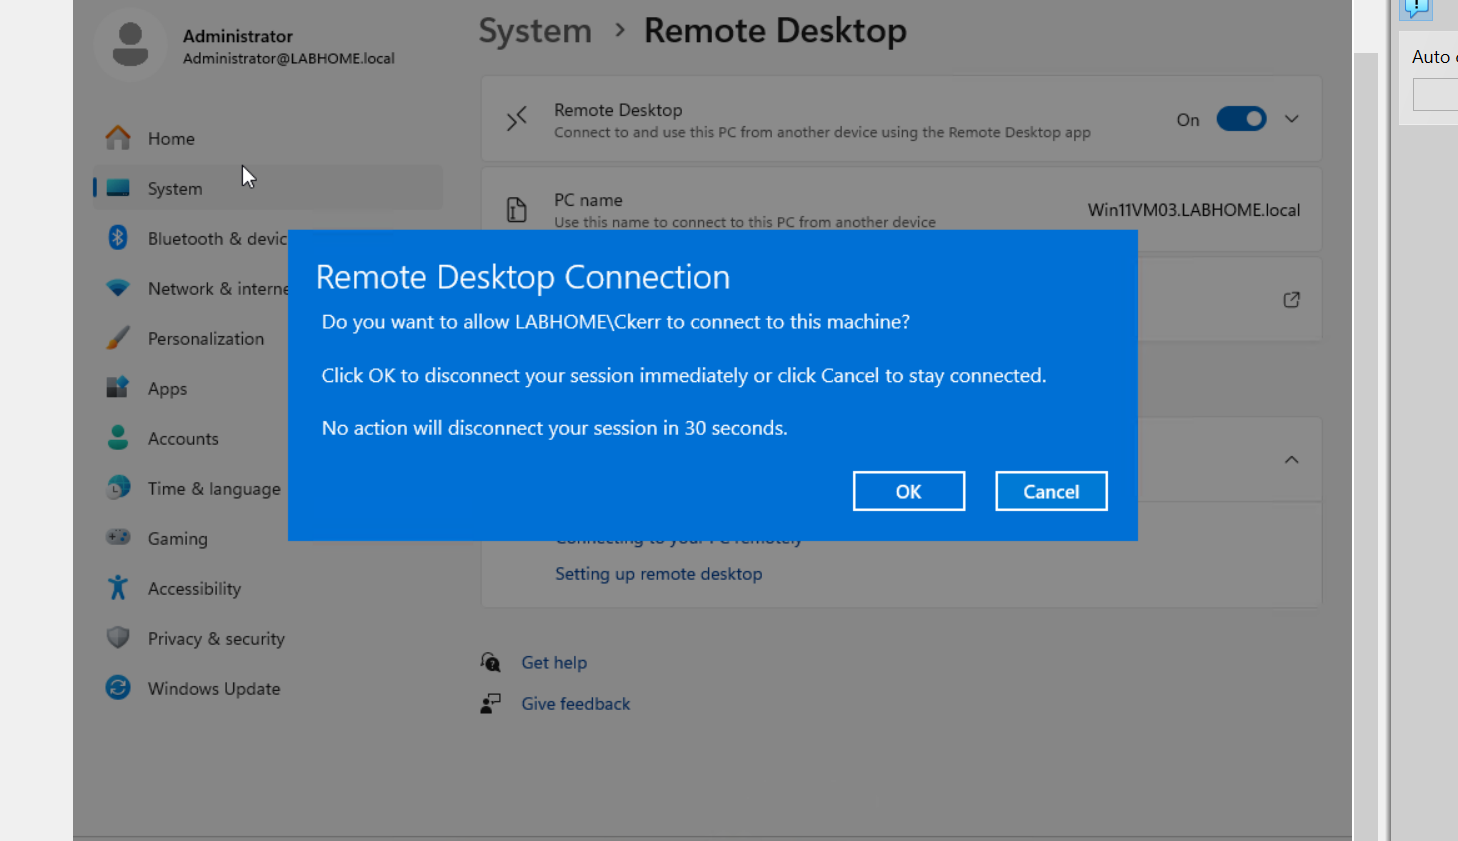 Administrator
Administrator@LABHOME.local
Home
System
Bluetooth & devic
Network & interne
Personalization
Apps
Accounts
Time & language
Gaming
Accessibility
Privacy & security
Windows Update
System > Remote Desktop
Remote Desktop
Connect to and use this PC from another device using the Remote Desktop app
On
PC name
Use this name to connect to this PC from another device
Win11VM03.LABHOME.local
Remote Desktop Connection
Do you want to allow LABHOME\Ckerr to connect to this machine?
Click OK to disconnect your session immediately or click Cancel to stay connected.
No action will disconnect your session in 30 seconds.
OK
Cancel
Connecting to your PC remotely
Setting up remote desktop
Get help
Give feedback
Auto